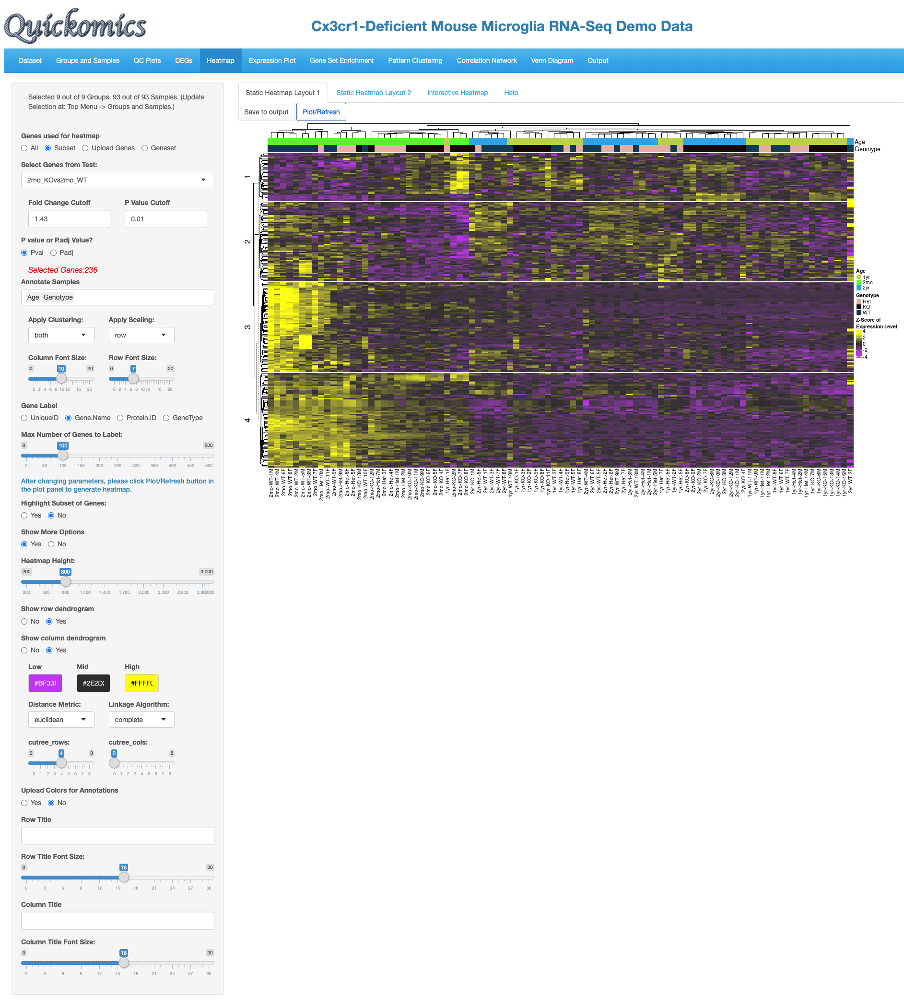 Quickomics
Cx3cr1-Deficient Mouse Microglia RNA-Seq Demo Data
Dataset Groups and Samples QC Plots DEGs Heatmap Expression Plot Gene Set Enrichment Pattern Clustering Correlation Network Venn Diagram Output
Selected 9 out of 9 Groups, 93 out of 93 Samples. (Update
Selection at: Top Menu -> Groups and Samples.)
Genes used for heatmap
All Subset Upload Genes Geneset
Select Genes from Test:
2mo_KOvs2mo_WT
Fold Change Cutoff P Value Cutoff
1.43 0.01
P value or P.adj Value?
Pval Padj
Selected Genes:236
Annotate Samples
Age Genotype
Apply Clustering: Apply Scaling:
both row
Column Font Size: Row Font Size:
0 10 20 0 7 20
0 2 4 6 8 10 12 16 20 0 2 4 6 8 10 12 16 20
Gene Label
UniqueID Gene.Name Protein.ID GeneType
Max Number of Genes to Label:
0 100 500
0 50 100 150 200 250 300 350 400 450 500
After changing parameters, please click Plot/Refresh button in
the plot panel to generate heatmap.
Highlight Subset of Genes:
Yes No
Show More Options
Yes No
Heatmap Height:
200 800 3,000
200 500 800 1,100 1,400 1,700 2,000 2,300 2,600
Show row dendrogram
No Yes
Show column dendrogram
No Yes
Low Mid High
#BF33F #2E2D2 #FFFF0
Distance Metric: Linkage Algorithm:
euclidean complete
cutree_rows: cutree_cols:
0 4 8 0 8
0 1 2 3 4 5 6 7 8 0 1 2 3 4 5 6 7 8
Upload Colors for Annotations
Yes No
Row Title
Row Title Font Size:
0 16 30
0 3 6 9 12 15 18 21 24 27 30
Column Title
Column Title Font Size:
0 16 30
0 3 6 9 12 15 18 21 24 27 30
Static Heatmap Layout 1 Static Heatmap Layout 2 Interactive Heatmap Help
Save to output Plot/Refresh
Age
Genotype
1
2
3
4
Age
1yr
2mo
2yr
Genotype
Het
KO
WT
Z-Score of
Expression Level
4
2
0
-2
-4
2mo-WT-1M
2mo-WT-4M
2mo-WT-6F
2mo-WT-8F
2mo-WT-2M
2mo-WT-5M
2mo-WT-3M
2mo-WT-7F
2mo-Het-10M
2mo-WT-11F
2mo-WT-9F
2mo-Het-9M
2mo-Het-6F
2mo-Het-5F
2mo-KO-13M
2mo-WT-10F
2mo-KO-12M
2mo-Het-7M
2mo-Het-3F
2mo-Het-4F
2mo-Het-1M
2mo-Het-2M
2mo-KO-10M
2mo-KO-11M
2mo-KO-9M
2mo-KO-6F
2mo-KO-5F
2mo-KO-4F
1yr-Het-1F
2mo-KO-2M
2mo-KO-7F
2mo-KO-8F
2yr-KO-1M
2yr-Het-8F
2yr-WT-1F
2yr-WT-3F
2yr-WT-7F
2yr-WT-8F
1yr-WT-10M
1yr-KO-1F
1yr-KO-3F
1yr-KO-2F
1yr-KO-9F
1yr-KO-8F
1yr-KO-11F
1yr-WT-3F
1yr-WT-4F
1yr-Het-9F
1yr-WT-5F
1yr-Het-8F
2yr-WT-4M
2yr-WT-6F
2yr-WT-5F
2yr-Het-2F
2yr-Het-6F
2yr-WT-9M
2yr-Het-7F
2yr-Het-3M
2yr-WT-10M
2yr-Het-4M
2yr-Het-1M
2yr-Het-5M
1yr-Het-7F
1yr-Het-6F
1yr-WT-2F
1yr-Het-5F
2yr-KO-8F
2yr-KO-9F
2yr-KO-2M
2yr-KO-7F
2yr-KO-6M
2yr-KO-10M
2yr-KO-3M
2yr-KO-12M
2yr-KO-11M
2yr-KO-4F
1yr-WT-11M
1yr-WT-9M
1yr-Het-11M
1yr-Het-12M
1yr-WT-8F
1yr-WT-6F
1yr-WT-7F
1yr-Het-4M
1yr-Het-2M
1yr-Het-14M
1yr-KO-7M
1yr-KO-6M
1yr-KO-15M
1yr-KO-13M
1yr-KO-14M
1yr-KO-16M
2yr-WT-2F